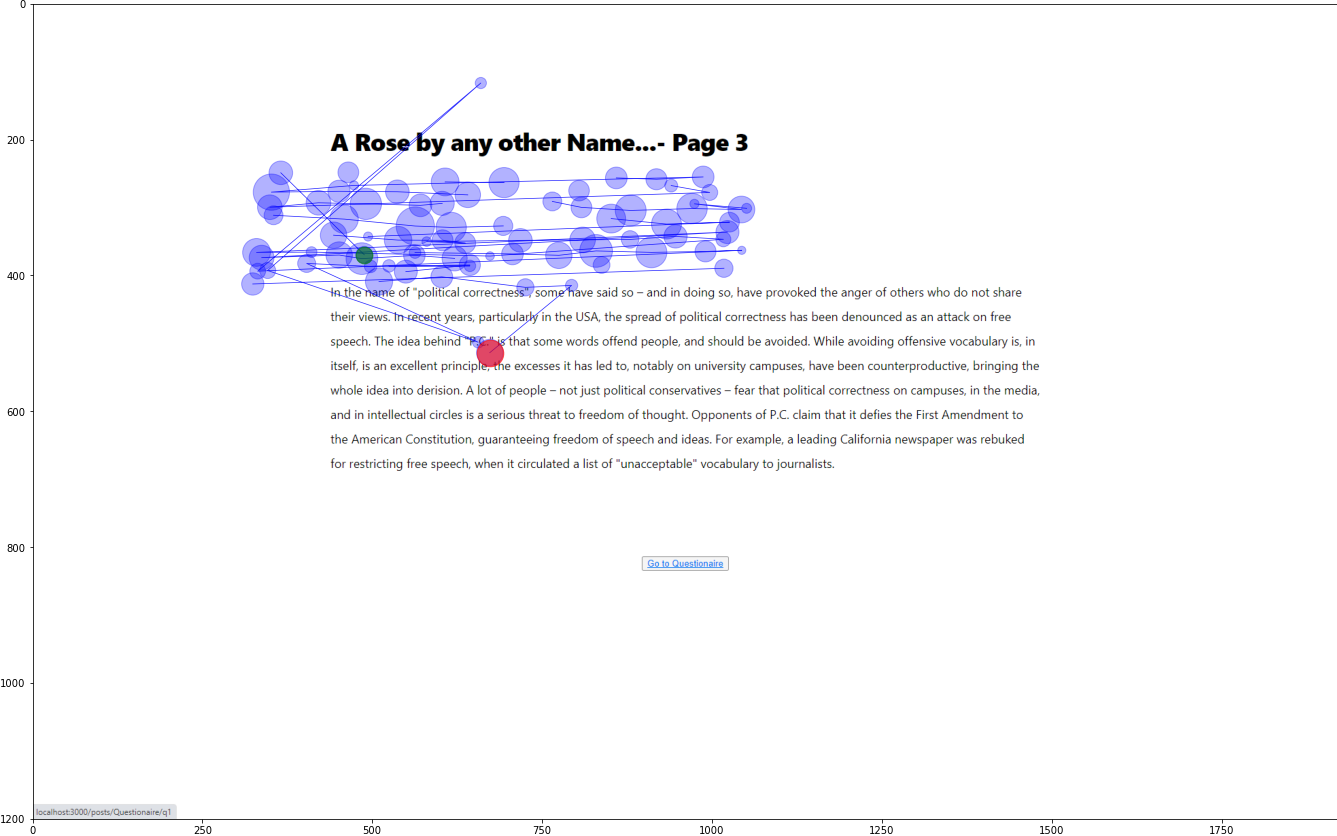 0
200
400
600
800
1000
1200
A Rose by any other Name...- Page 3
In the name of "political correctness", some have said so – and in doing so, have provoked the anger of others who do not share
their views. In recent years, particularly in the USA, the spread of political correctness has been denounced as an attack on free
speech. The idea behind "P.C." is that some words offend people, and should be avoided. While avoiding offensive vocabulary is, in
itself, is an excellent principle, the excesses it has led to, notably on university campuses, have been counterproductive, bringing the
whole idea into derision. A lot of people – not just political conservatives – fear that political correctness on campuses, in the media,
and in intellectual circles is a serious threat to freedom of thought. Opponents of P.C. claim that it defies the First Amendment to
the American Constitution, guaranteeing freedom of speech and ideas. For example, a leading California newspaper was rebuked
for restricting free speech, when it circulated a list of "unacceptable" vocabulary to journalists.
Go to Questionaire
localhost:3000/posts/Questionaire/q1
0 250 500 750 1000 1250 1500 1750